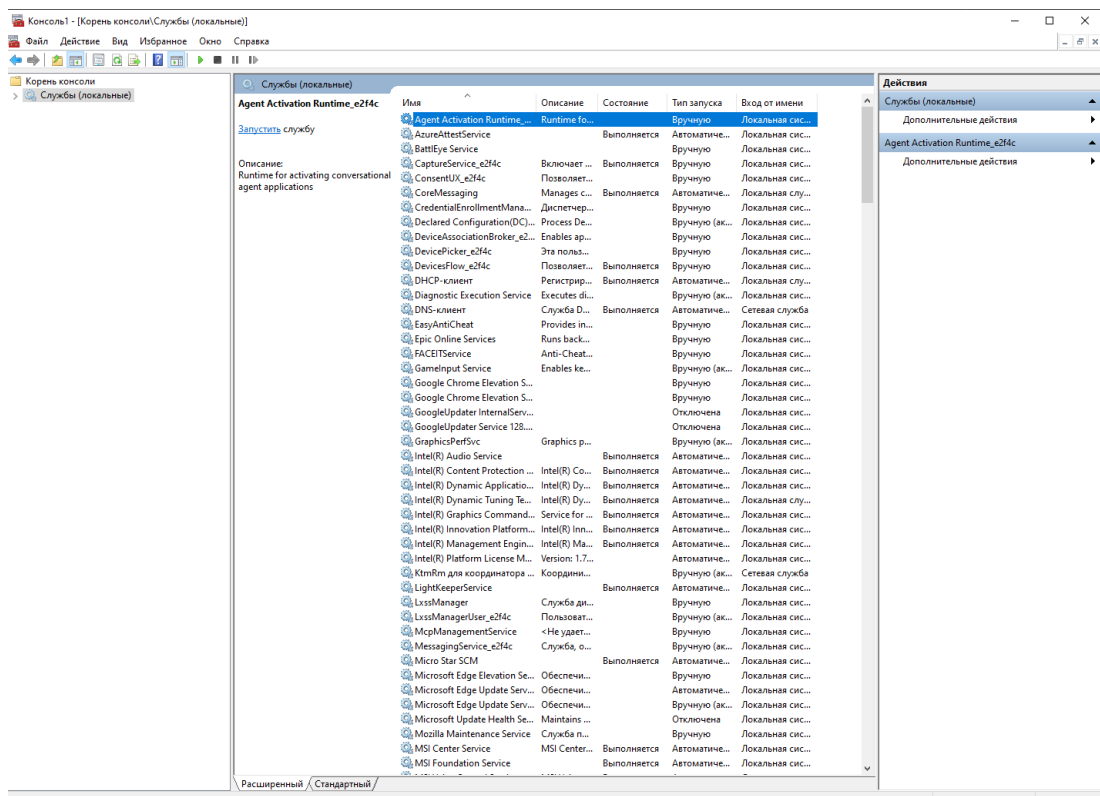 Консоль1 - [Корень консоли\Службы (локальные)]
Файл Действие Вид Избранное Окно Справка
Корень консоли
Службы (локальные)
Службы (локальные)
Agent Activation Runtime_e2f4c
Запустить службу
Описание:
Runtime for activating conversational
agent applications
Имя Описание Состояние Тип запуска Вход от имени
Agent Activation Runtime_... Runtime fo... Вручную Локальная сис...
AzureAttestService Выполняется Автоматиче... Локальная сис...
BattlEye Service Вручную Локальная сис...
CaptureService_e2f4c Включает ... Выполняется Вручную Локальная сис...
ConsentUX_e2f4c Позволяет... Вручную Локальная сис...
CoreMessaging Manages c... Выполняется Автоматиче... Локальная слу...
CredentialEnrollmentMana... Диспетчер... Вручную Локальная сис...
Declared Configuration(DC)... Process De... Вручную (ак... Локальная сис...
DeviceAssociationBroker_e2... Enables ap... Вручную Локальная сис...
DevicePicker_e2f4c Эта польз... Вручную Локальная сис...
DevicesFlow_e2f4c Позволяет... Выполняется Вручную Локальная сис...
DHCP-клиент Регистрир... Выполняется Автоматиче... Локальная слу...
Diagnostic Execution Service Executes di... Вручную (ак... Локальная сис...
DNS-клиент Служба D... Выполняется Автоматиче... Сетевая служба
EasyAntiCheat Provides in... Вручную Локальная сис...
Epic Online Services Runs back... Вручную Локальная сис...
FACEITService Anti-Cheat... Вручную Локальная сис...
GameInput Service Enables ke... Вручную (ак... Локальная сис...
Google Chrome Elevation S... Вручную Локальная сис...
Google Chrome Elevation S... Вручную Локальная сис...
GoogleUpdater InternalServ... Отключена Локальная сис...
GoogleUpdater Service 128.... Отключена Локальная сис...
GraphicsPerfSvc Graphics p... Вручную (ак... Локальная сис...
Intel(R) Audio Service Выполняется Автоматиче... Локальная сис...
Intel(R) Content Protection ... Intel(R) Co... Выполняется Автоматиче... Локальная сис...
Intel(R) Dynamic Applicatio... Intel(R) Dy... Выполняется Автоматиче... Локальная сис...
Intel(R) Dynamic Tuning Te... Intel(R) Dy... Выполняется Автоматиче... Локальная слу...
Intel(R) Graphics Command... Service for ... Выполняется Автоматиче... Локальная сис...
Intel(R) Innovation Platform... Intel(R) Inn... Выполняется Автоматиче... Локальная сис...
Intel(R) Management Engin... Intel(R) Ma... Выполняется Автоматиче... Локальная сис...
Intel(R) Platform License M... Version: 1.7... Автоматиче... Локальная сис...
KtmRm для координатора ... Координи... Вручную (ак... Сетевая служба
LightKeeperService Выполняется Автоматиче... Локальная сис...
LxssManager Служба ди... Вручную Локальная сис...
LxssManagerUser_e2f4c Пользоват... Вручную (ак... Локальная сис...
McpManagementService <Не удает... Вручную Локальная сис...
MessagingService_e2f4c Служба, о... Вручную (ак... Локальная сис...
Micro Star SCM Выполняется Автоматиче... Локальная сис...
Microsoft Edge Elevation Se... Обеспечи... Вручную Локальная сис...
Microsoft Edge Update Serv... Обеспечи... Автоматиче... Локальная сис...
Microsoft Edge Update Serv... Обеспечи... Вручную (ак... Локальная сис...
Microsoft Update Health Se... Maintains ... Отключена Локальная сис...
Mozilla Maintenance Service Служба п... Вручную Локальная сис...
MSI Center Service MSI Center... Выполняется Автоматиче... Локальная сис...
MSI Foundation Service Выполняется Автоматиче... Локальная сис...
Расширенный Стандартный
Действия
Службы (локальные)
Дополнительные действия
Agent Activation Runtime_e2f4c
Дополнительные действия